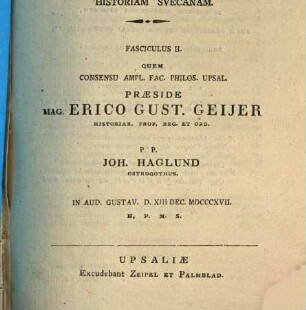 HISTORIAM SVECANAM.
FASCICULUS II.
QUEM
CONSENSU AMPL. FAC. PHILOS. UPSAL.
PRÆSIDE
MAG. ERICO GUST. GEIJER
HISTORIAR. PROF. REG. ET ORD.
P P.
JOH. HAGLUND
OSTROGOTHUS.
IN AUD. GUSTAV. D. XIII DEC. MDCCCXVII.
H. P. M. S.
UPSALIÆ
Excudebant ZEIPEL ET PALMBLAD.